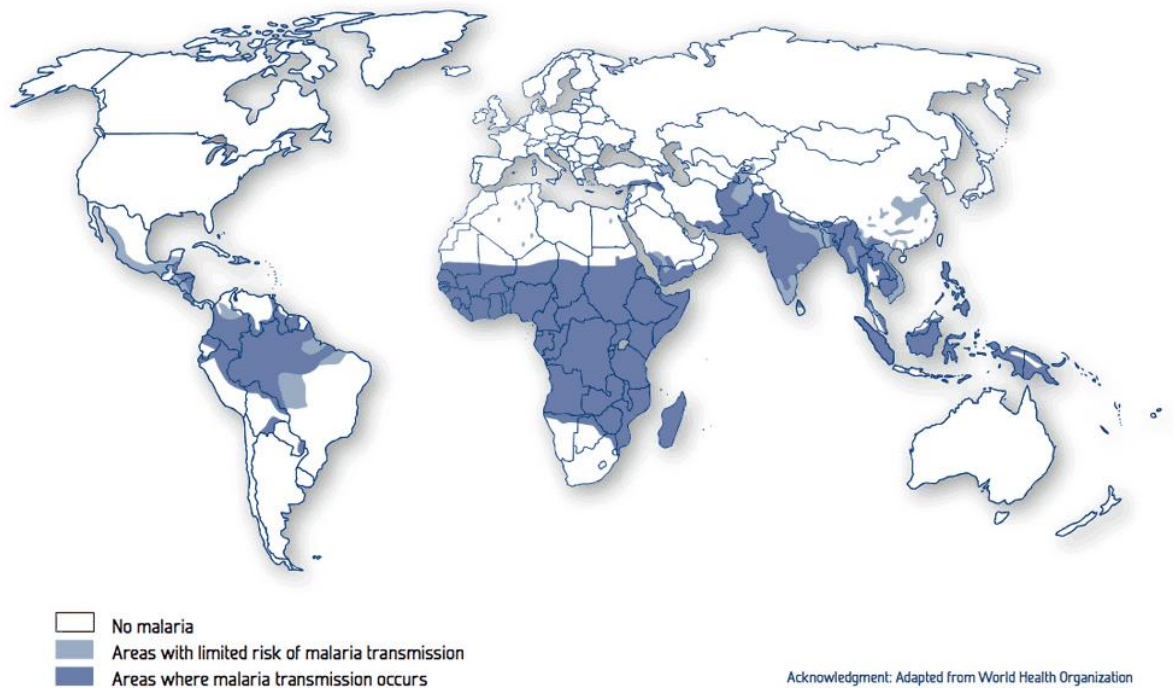 No malaria
Areas with limited risk of malaria transmission
Areas where malaria transmission occurs
Acknowledgment: Adapted from World Health Organization